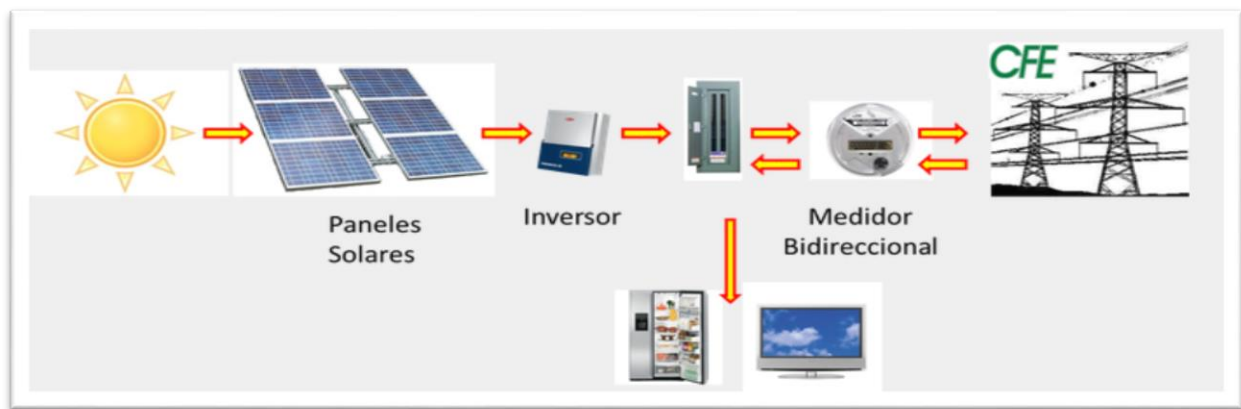 CFE
Paneles
Solares
Inversor
Medidor
Bidireccional